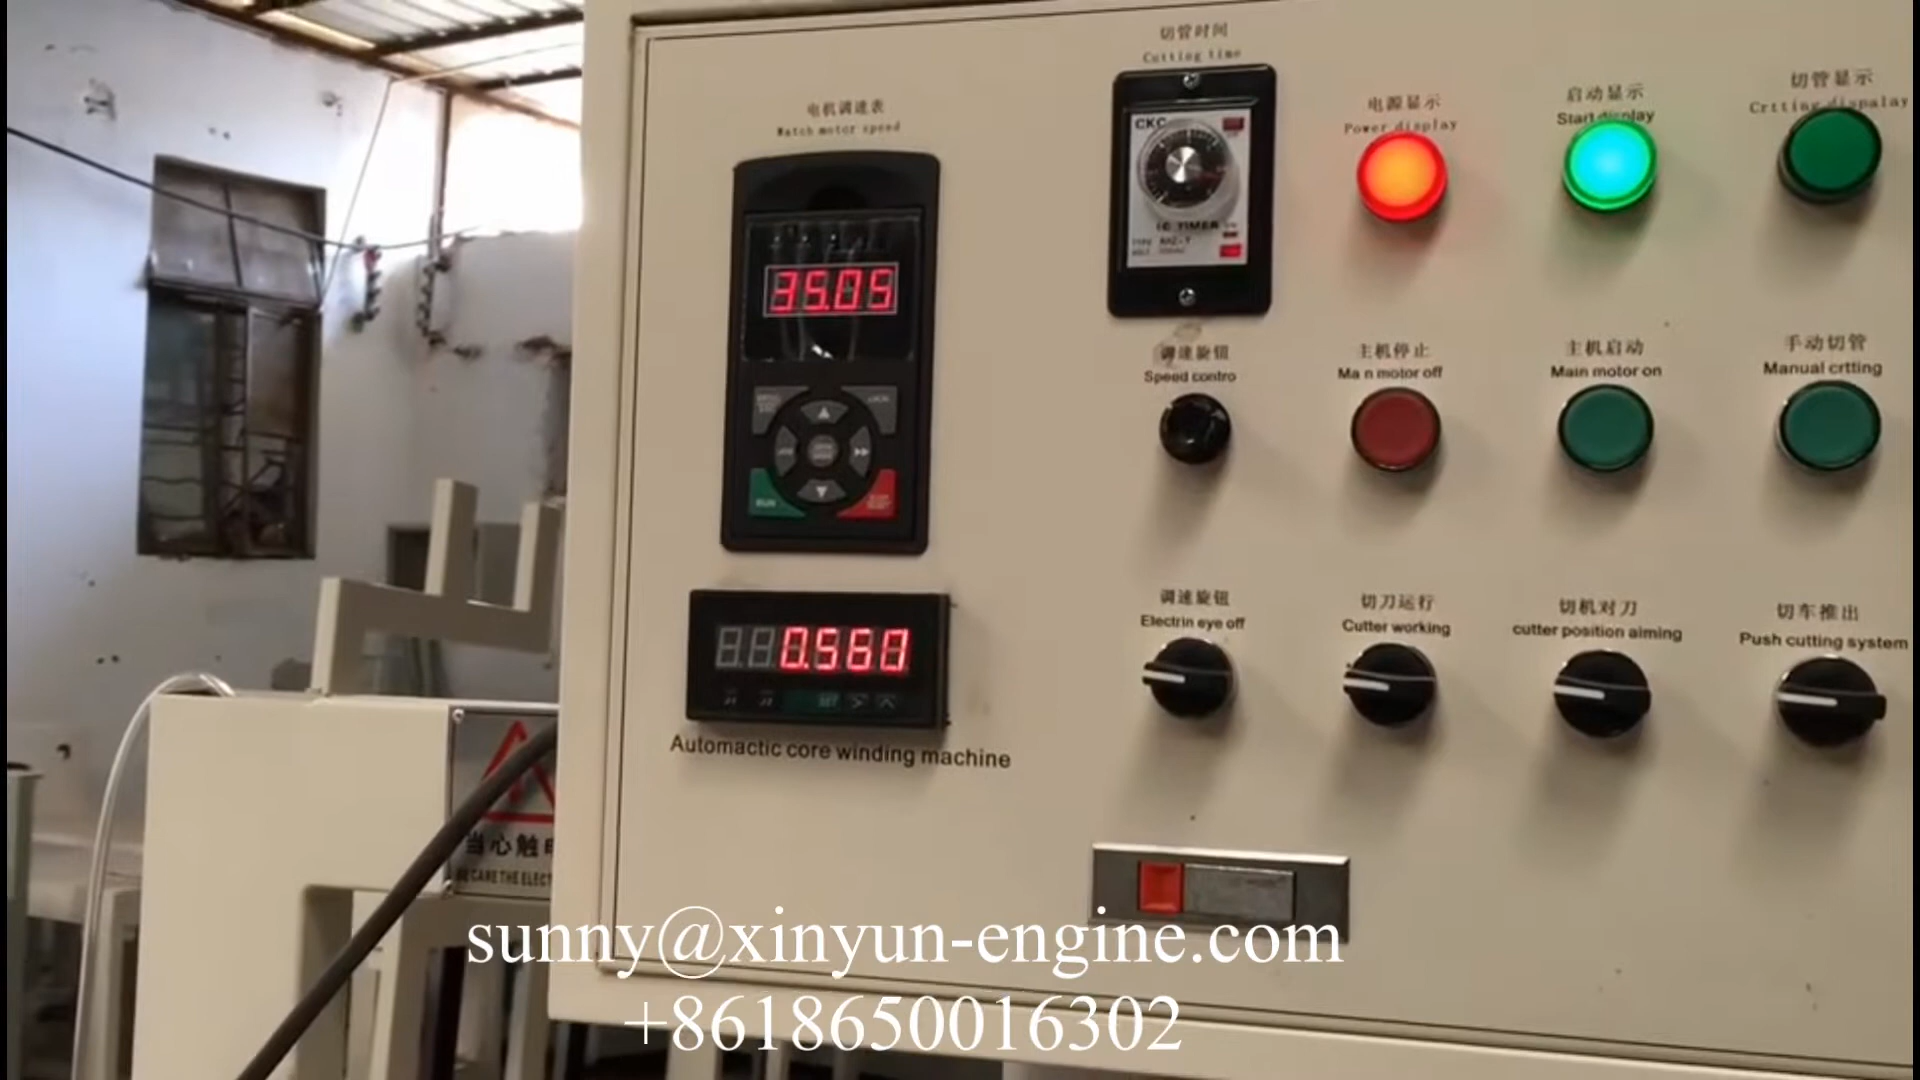 切管时间
Cutting time
电机调速表
Watch motor speed
电源显示
Power display
启动显示
Start display
切管显示
Crtting dispalay
CKC
IC TIMER
35.05
调速旋钮
Speed contro
主机停止
Ma n motor off
主机启动
Main motor on
手动切管
Manual crtting
RUN
0.560
SET
调速旋钮
Electrin eye off
切刀运行
Cutter working
切机对刀
cutter position aiming
切车推出
Push cutting system
Automactic core winding machine
当心触
CARE THE ELECT
sunny@xinyun-engine.com
+8618650016302